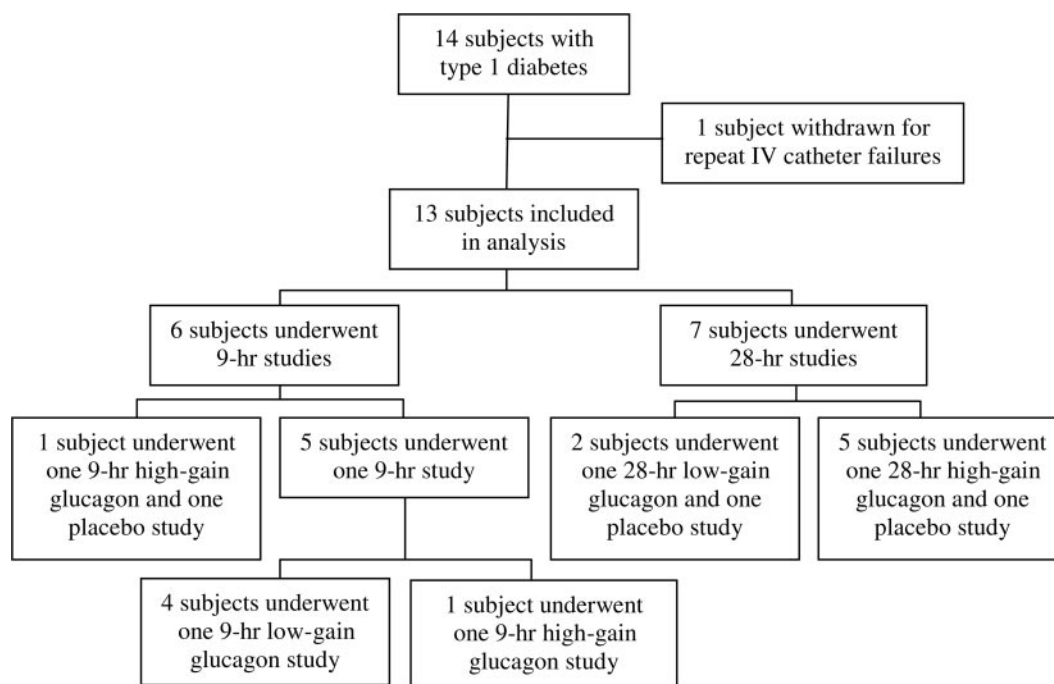 14 subjects with
type 1 diabetes
1 subject withdrawn for
repeat IV catheter failures
13 subjects included
in analysis
6 subjects underwent
9-hr studies
7 subjects underwent
28-hr studies
1 subject underwent
one 9-hr high-gain
glucagon and one
placebo study
5 subjects underwent
one 9-hr study
2 subjects underwent
one 28-hr low-gain
glucagon and one
placebo study
5 subjects underwent
one 28-hr high-gain
glucagon and one
placebo study
4 subjects underwent
one 9-hr low-gain
glucagon study
1 subject underwent
one 9-hr high-gain
glucagon study